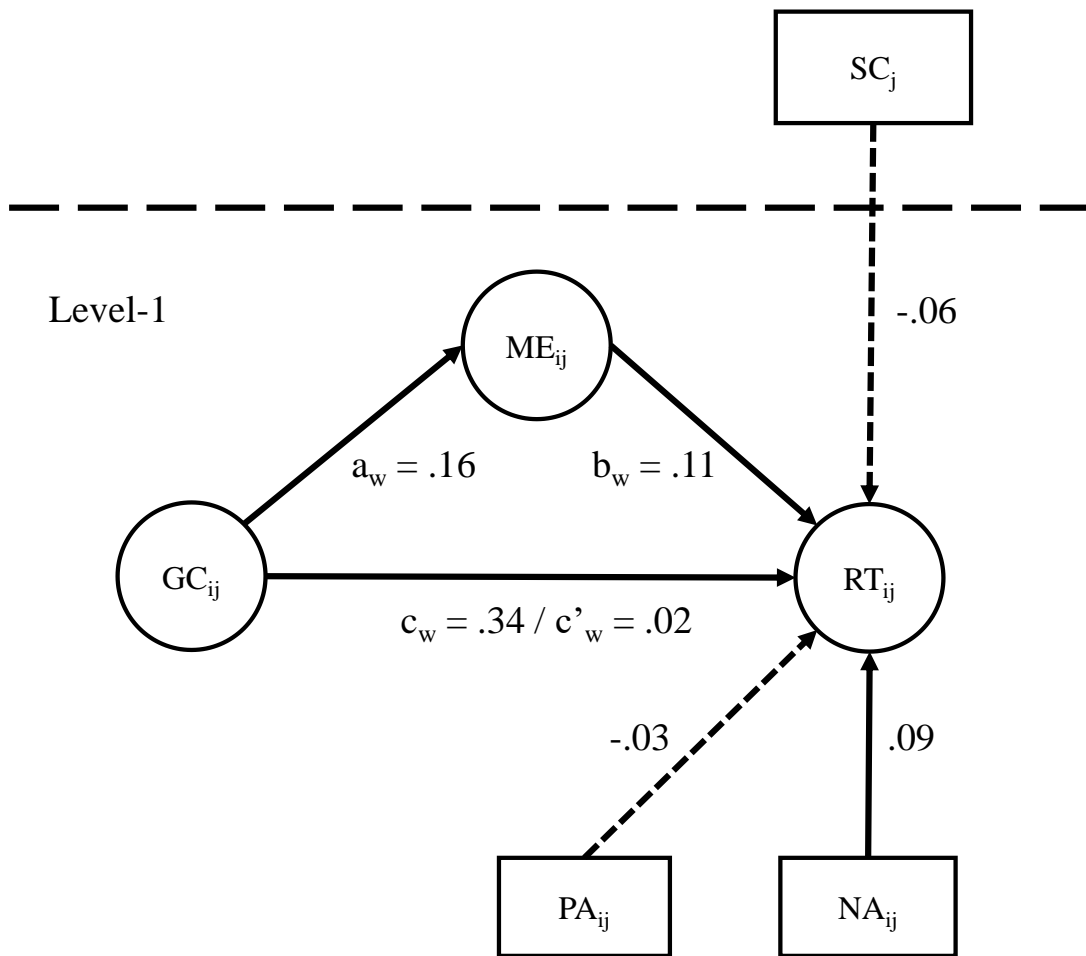 SCj
Level-1
-.06
MEij
aw = .16
bw = .11
GCij
RTij
cw = .34 / c’w = .02
-.03
.09
PAij
NAij